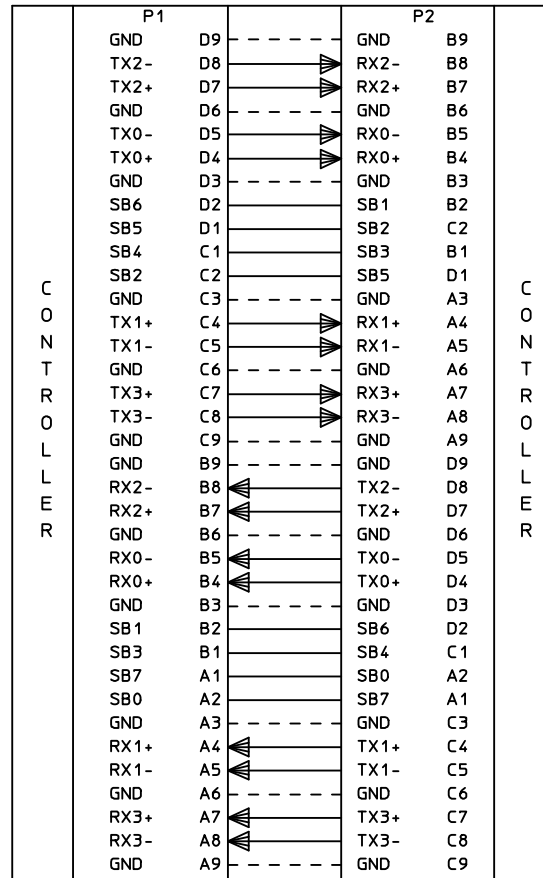 P1 P2
GND D9 GND B9
TX2- D8 RX2- B8
TX2+ D7 RX2+ B7
GND D6 GND B6
TX0- D5 RX0- B5
TX0+ D4 RX0+ B4
GND D3 GND B3
SB6 D2 SB1 B2
SB5 D1 SB2 C2
SB4 C1 SB3 B1
SB2 C2 SB5 D1
GND C3 GND A3
TX1+ C4 RX1+ A4
TX1- C5 RX1- A5
GND C6 GND A6
TX3+ C7 RX3+ A7
TX3- C8 RX3- A8
GND C9 GND A9
GND B9 GND D9
RX2- B8 TX2- D8
RX2+ B7 TX2+ D7
GND B6 GND D6
RX0- B5 TX0- D5
RX0+ B4 TX0+ D4
GND B3 GND D3
SB1 B2 SB6 D2
SB3 B1 SB4 C1
SB7 A1 SB0 A2
SB0 A2 SB7 A1
GND A3 GND C3
RX1+ A4 TX1+ C4
RX1- A5 TX1- C5
GND A6 GND C6
RX3+ A7 TX3+ C7
RX3- A8 TX3- C8
GND A9 GND C9
CONTROLLER
CONTROLLER